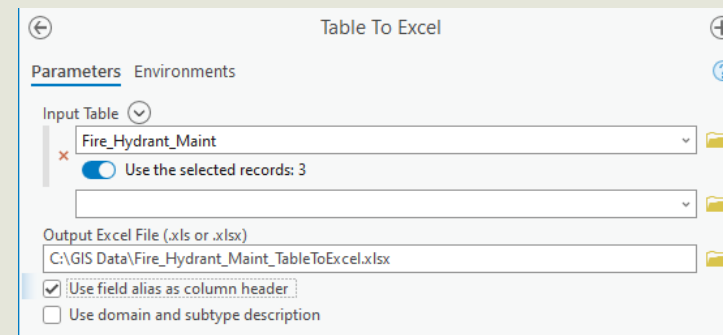 Table To Excel
Parameters Environments
Input Table
Fire_Hydrant_Maint
Use the selected records: 3
Output Excel File (.xls or .xlsx)
C:\GIS Data\Fire_Hydrant_Maint_TableToExcel.xlsx
Use field alias as column header
Use domain and subtype description